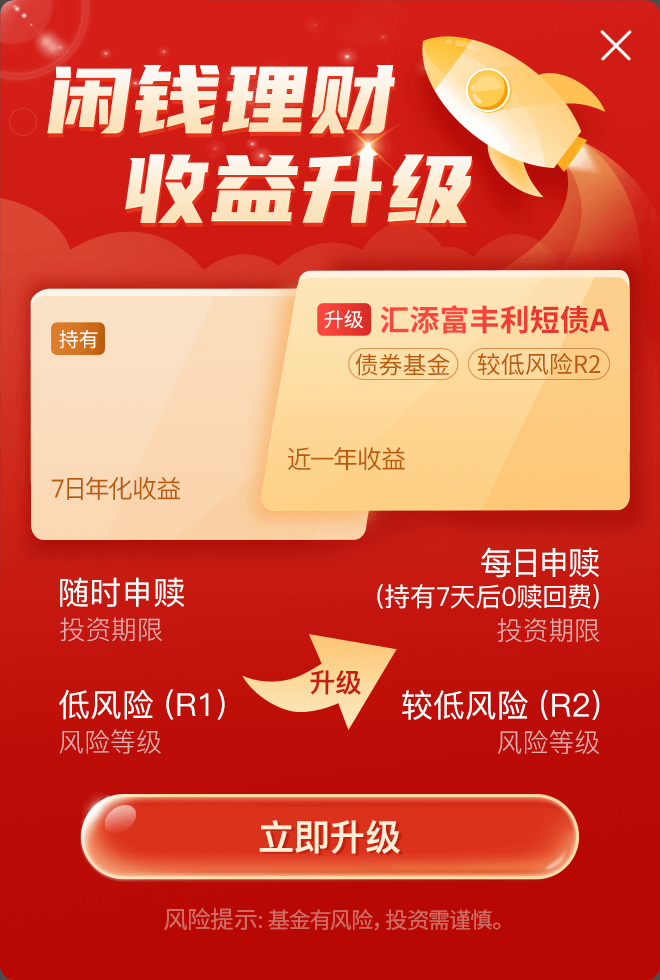 闲钱理财
收益升级
持有
7日年化收益
升级 汇添富丰利短债A
债券基金 较低风险R2
近一年收益
随时申赎
投资期限
每日申赎
(持有7天后0赎回费)
投资期限
升级
低风险 (R1)
风险等级
较低风险 (R2)
风险等级
立即升级
风险提示: 基金有风险，投资需谨慎。